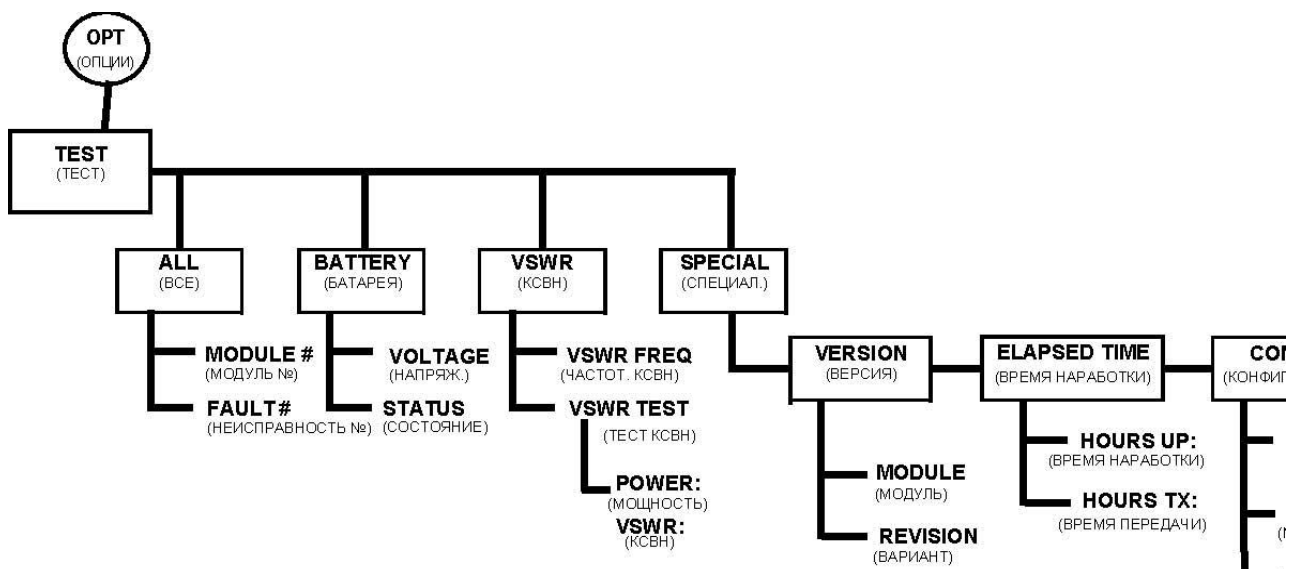 OPT
(ОПЦИИ)
TEST
(ТЕСТ)
ALL
(ВСЕ)
BATTERY
(БАТАРЕЯ)
VSWR
(КСВН)
SPECIAL
(СПЕЦИАЛ.)
MODULE #
(МОДУЛЬ №)
FAULT#
(НЕИСПРАВНОСТЬ №)
VOLTAGE
(НАПРЯЖ.)
STATUS
(СОСТОЯНИЕ)
VSWR FREQ
(ЧАСТОТ. КСВН)
VSWR TEST
(ТЕСТ КСВН)
POWER:
(МОЩНОСТЬ)
VSWR:
(КСВН)
VERSION
(ВЕРСИЯ)
MODULE
(МОДУЛЬ)
REVISION
(ВАРИАНТ)
ELAPSED TIME
(ВРЕМЯ НАРАБОТКИ)
HOURS UP:
(ВРЕМЯ НАРАБОТКИ)
HOURS TX:
(ВРЕМЯ ПЕРЕДАЧИ)
CON
(КОНФИГ